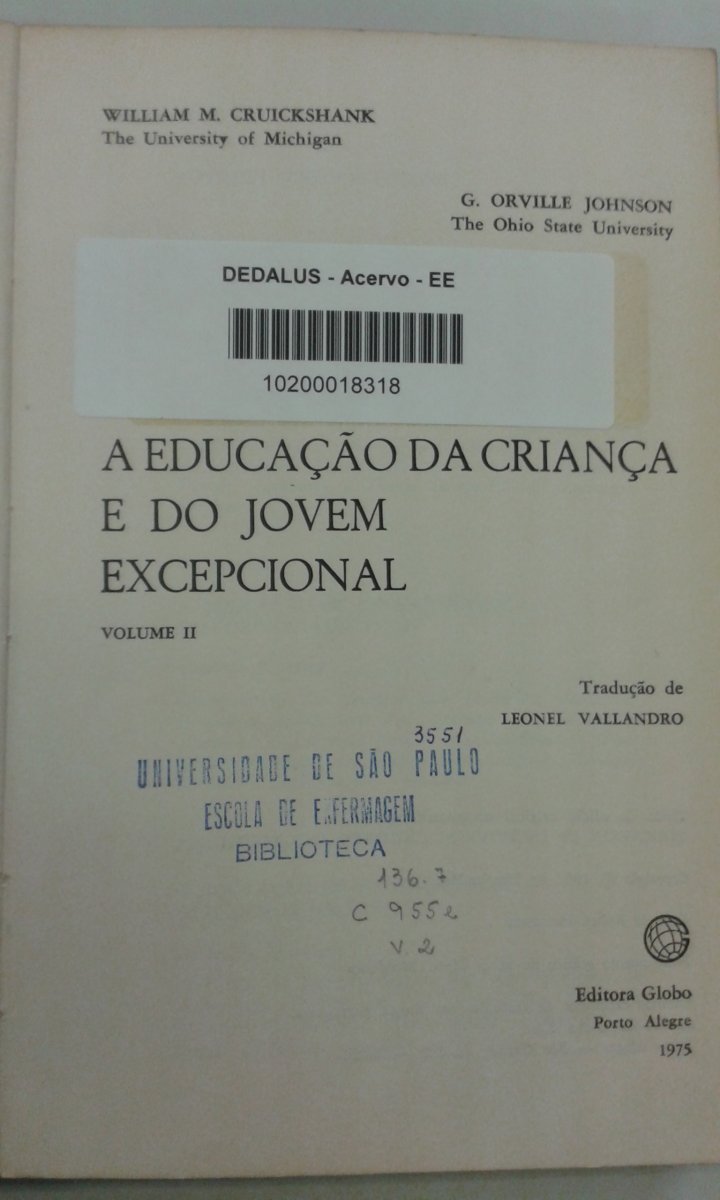 WILLIAM M. CRUICKSHANK
The University of Michigan
G. ORVILLE JOHNSON
The Ohio State University
DEDALUS - Acervo - EE
10200018318
A EDUCAÇÃO DA CRIANÇA
E DO JOVEM
EXCEPCIONAL
VOLUME II
Tradução de
LEONEL VALLANDRO
3551
UNIVERSIDADE DE SÃO PAULO
ESCOLA DE ENFERMAGEM
BIBLIOTECA
136.7
C 955e
v. 2
Editora Globo
Porto Alegre
1975